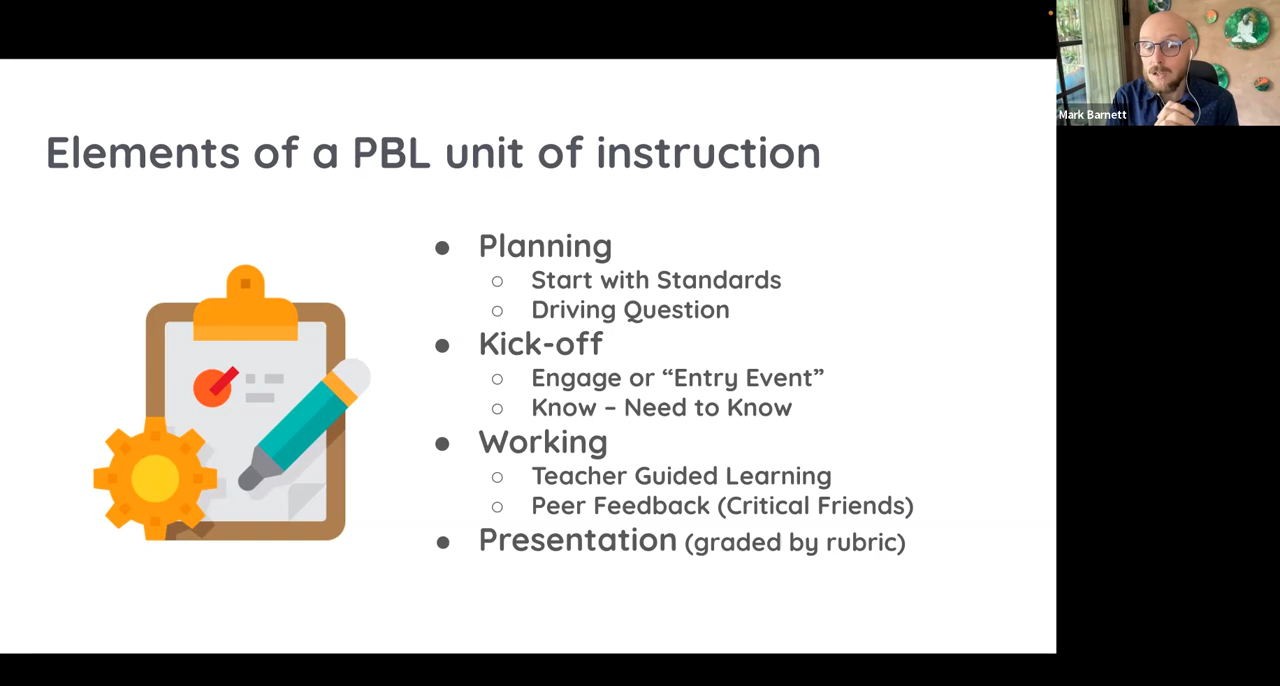 Elements of a PBL unit of instruction
● Planning
○ Start with Standards
○ Driving Question
● Kick-off
○ Engage or “Entry Event”
○ Know – Need to Know
● Working
○ Teacher Guided Learning
○ Peer Feedback (Critical Friends)
● Presentation (graded by rubric)
Mark Barnett